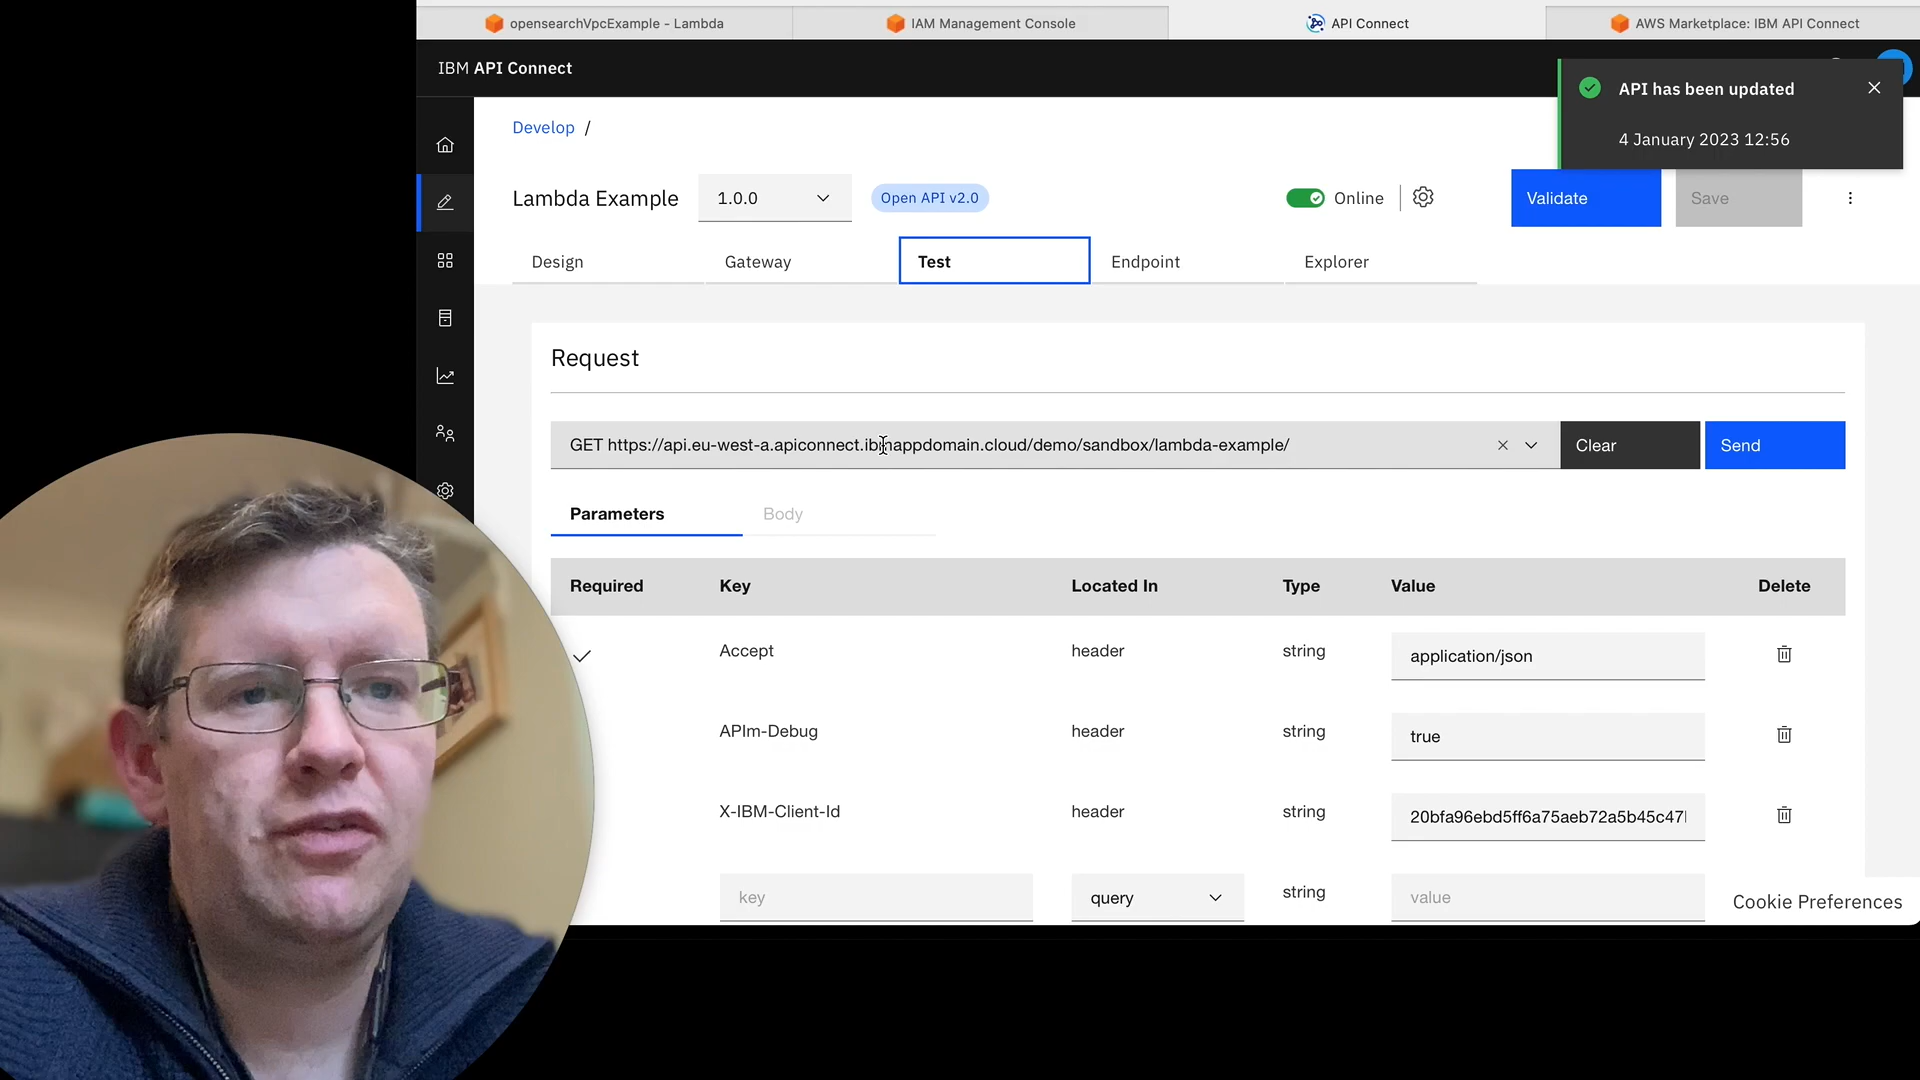 opensearchVpcExample - Lambda
IAM Management Console
API Connect
AWS Marketplace: IBM API Connect
IBM API Connect
API has been updated
4 January 2023 12:56
Develop /
Lambda Example
1.0.0
Open API v2.0
Online
Validate
Save
Design
Gateway
Test
Endpoint
Explorer
Request
GET https://api.eu-west-a.apiconnect.ibmappdomain.cloud/demo/sandbox/lambda-example/
Clear
Send
Parameters
Body
Required
Key
Located In
Type
Value
Delete
Accept
header
string
application/json
APIm-Debug
header
string
true
X-IBM-Client-Id
header
string
20bfa96ebd5ff6a75aeb72a5b45c47
key
query
string
value
Cookie Preferences